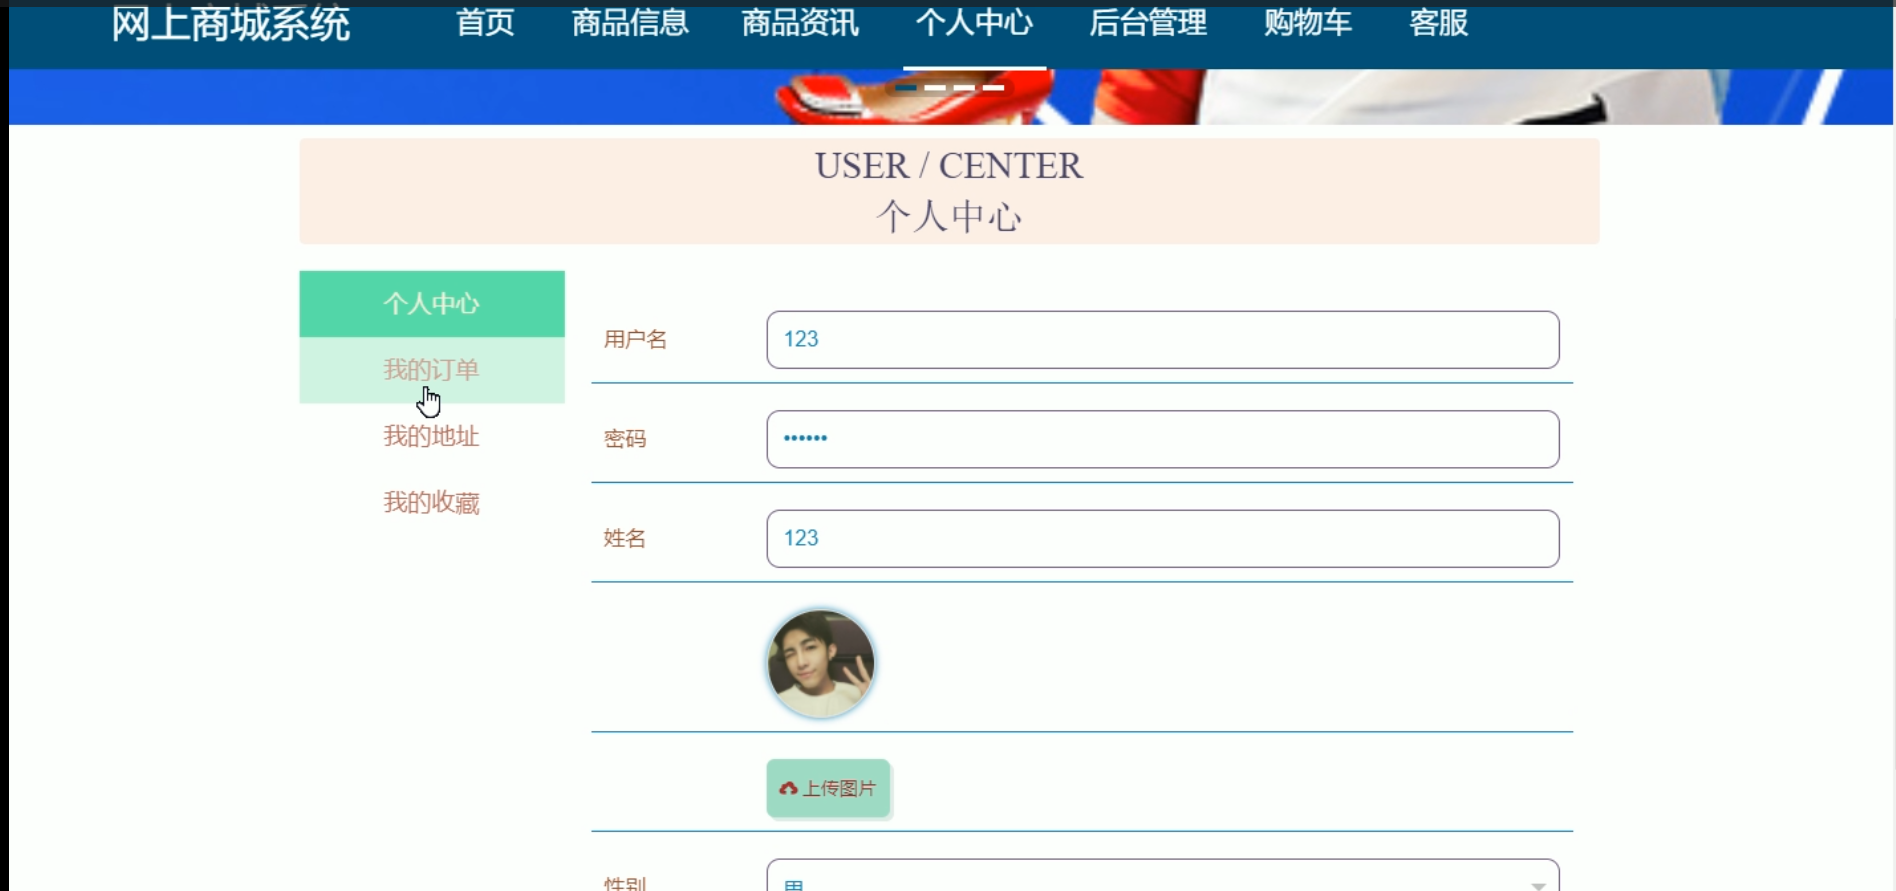 网上商城系统 首页 商品信息 商品资讯 个人中心 后台管理 购物车 客服
USER / CENTER
个人中心
个人中心
我的订单
我的地址
我的收藏
用户名 123
密码 ••••••
姓名 123
上传图片
性别 男